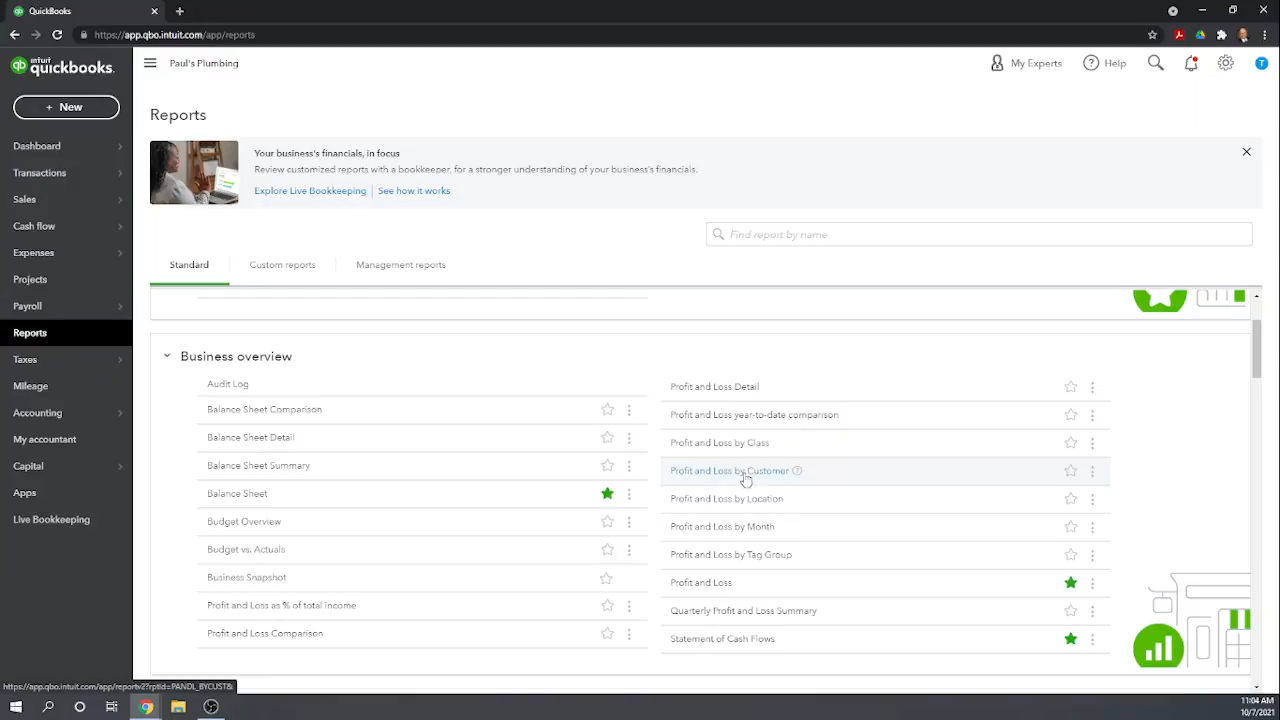 QuickBooks
https://app.qbo.intuit.com/app/reports
intuit
quickbooks.
Paul's Plumbing
My Experts
Help
T
+ New
Dashboard
Transactions
Sales
Cash flow
Expenses
Projects
Payroll
Reports
Taxes
Mileage
Accounting
My accountant
Capital
Apps
Live Bookkeeping
Reports
Your business's financials, in focus
Review customized reports with a bookkeeper, for a stronger understanding of your business's financials.
Explore Live Bookkeeping | See how it works
Find report by name
Standard
Custom reports
Management reports
Business overview
Audit Log
Balance Sheet Comparison
Balance Sheet Detail
Balance Sheet Summary
Balance Sheet
Budget Overview
Budget vs. Actuals
Business Snapshot
Profit and Loss as % of total income
Profit and Loss Comparison
Profit and Loss Detail
Profit and Loss year-to-date comparison
Profit and Loss by Class
Profit and Loss by Customer
Profit and Loss by Location
Profit and Loss by Month
Profit and Loss by Tag Group
Profit and Loss
Quarterly Profit and Loss Summary
Statement of Cash Flows
https://app.qbo.intuit.com/app/reportv2?rptid=PANDL_BYCUST&
11:04 AM
10/7/2021